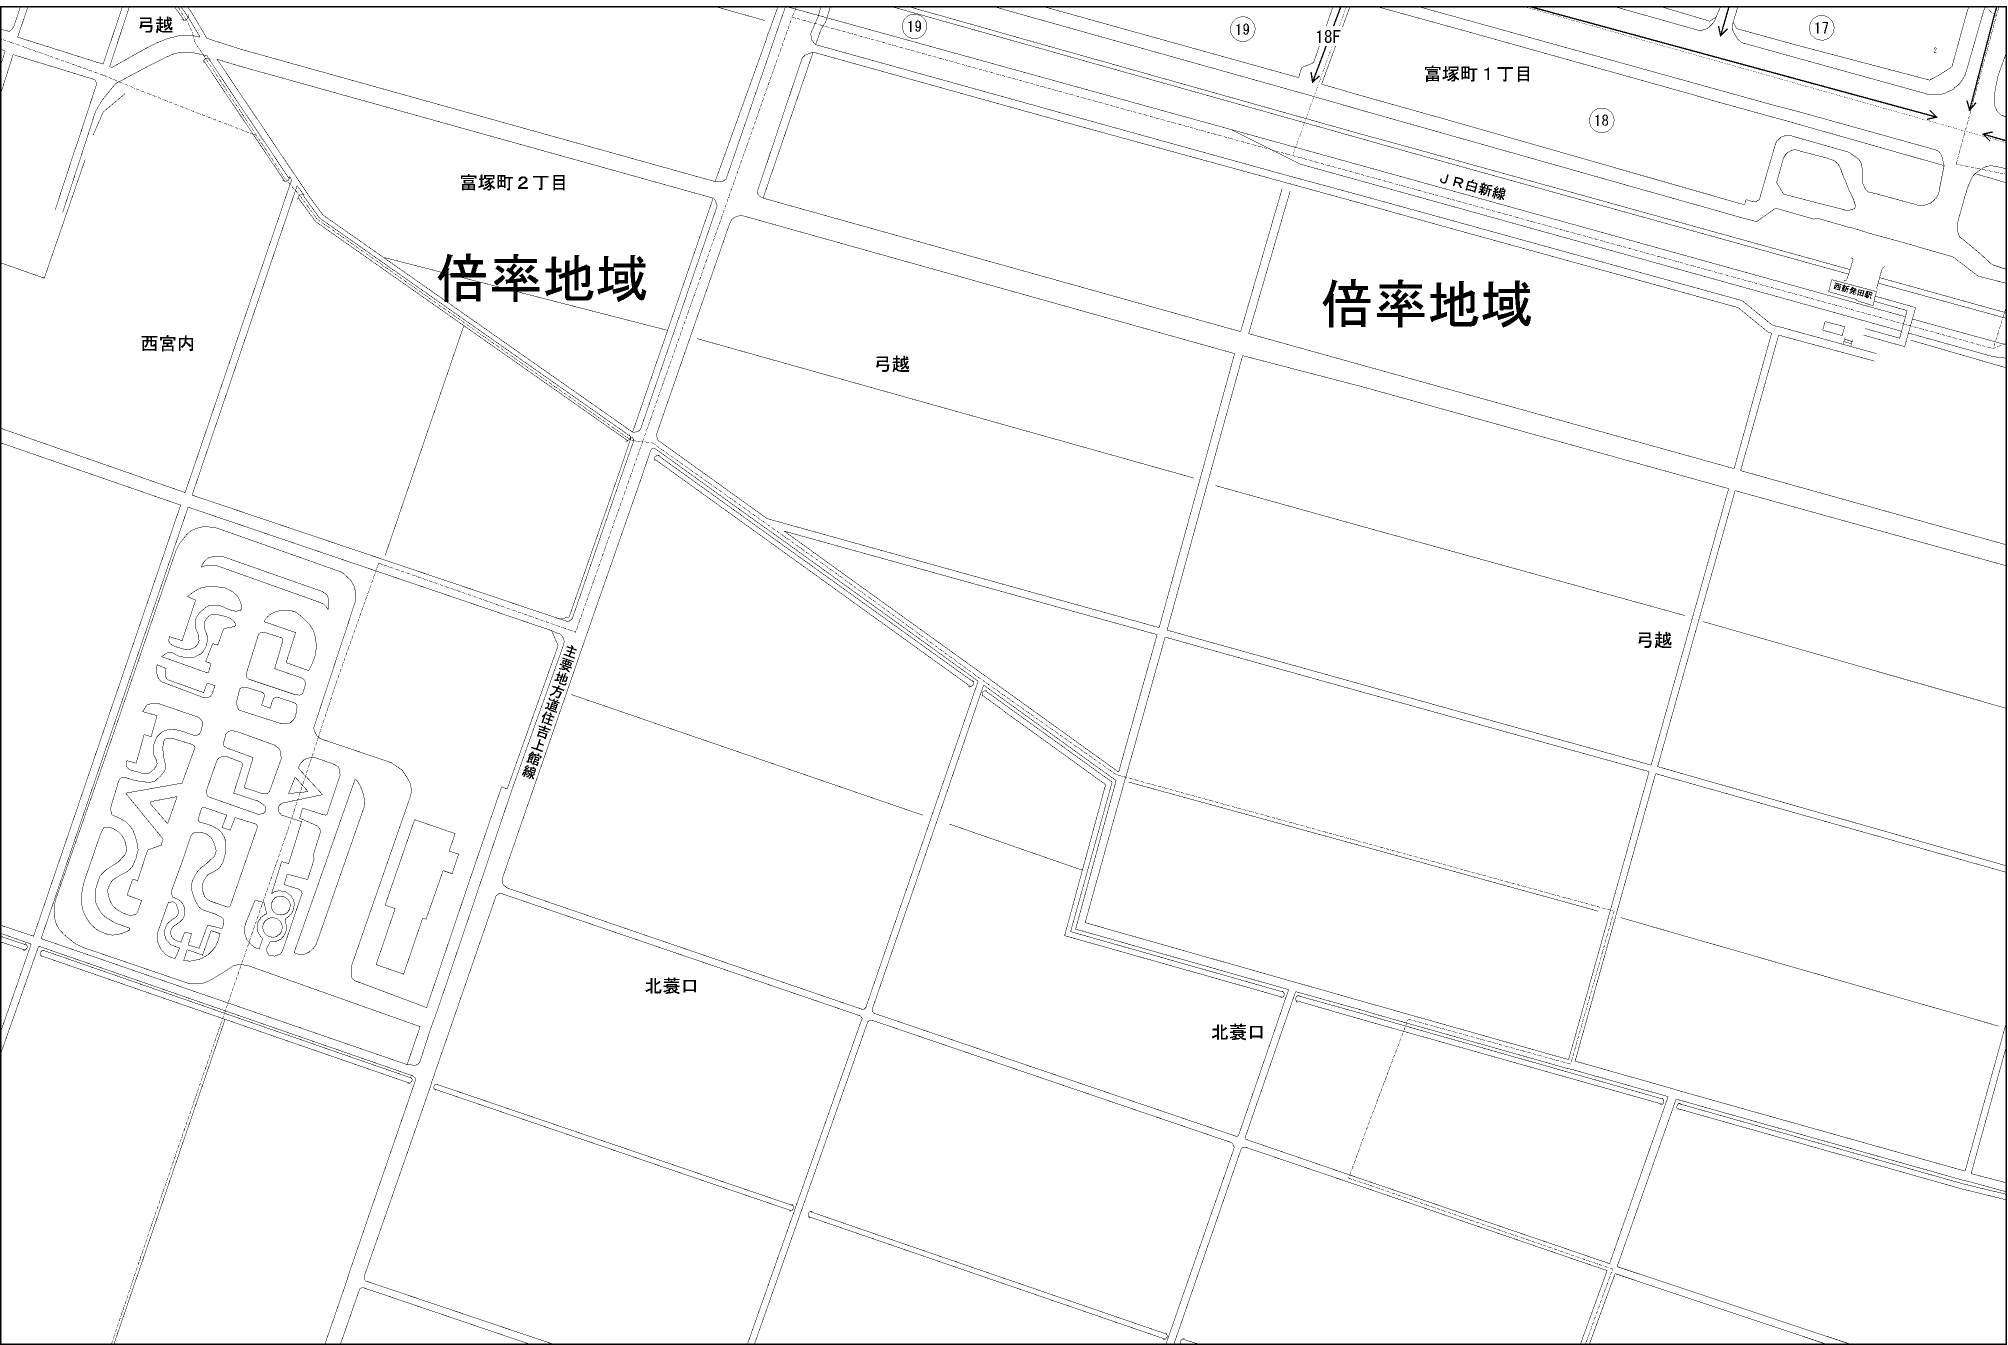 弓越
⑲
⑲
18F
⑰
2
富塚町1丁目
⑱
富塚町2丁目
JR白新線
倍率地域
倍率地域
西新発田駅
西宮内
弓越
弓越
主要地方道住吉上館線
北蓑口
北蓑口